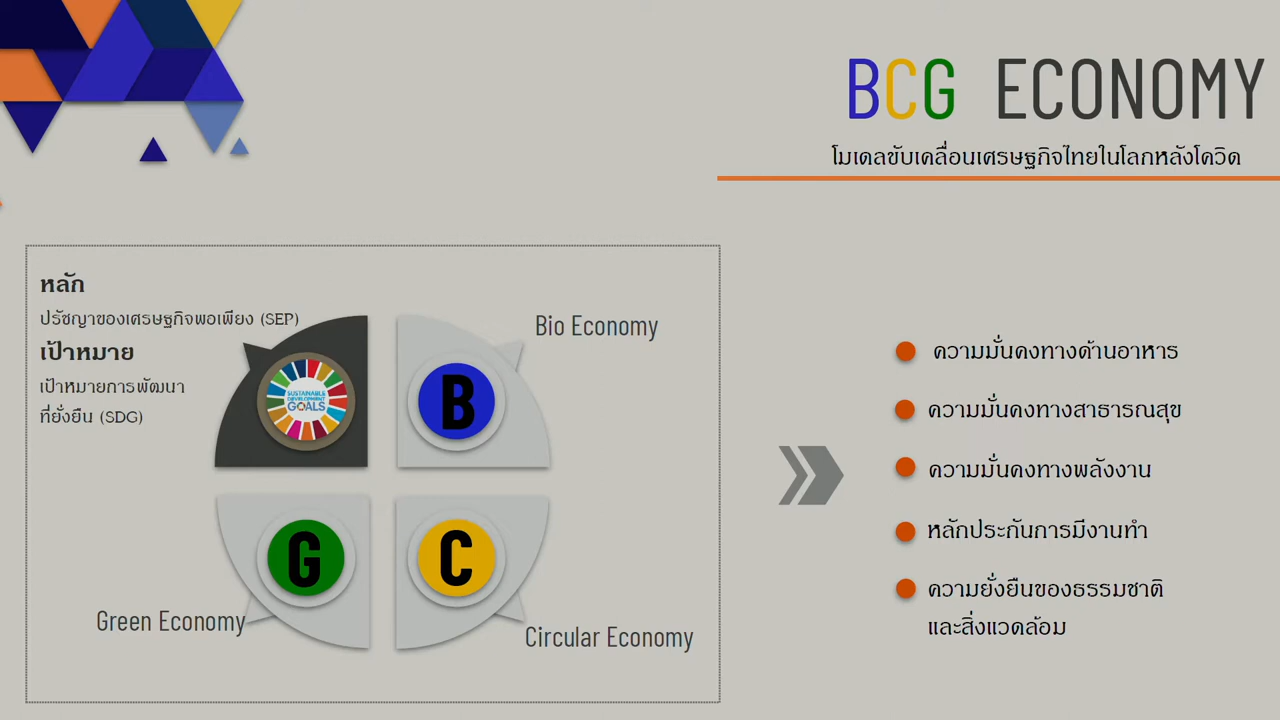 BCG ECONOMY
โมเดลขับเคลื่อนเศรษฐกิจไทยในโลกหลังโควิด
หลัก
ปรัชญาของเศรษฐกิจพอเพียง (SEP)
เป้าหมาย
เป้าหมายการพัฒนา
ที่ยั่งยืน (SDG)
SUSTAINABLE
DEVELOPMENT
GOALS
Bio Economy
B
G
C
Green Economy
Circular Economy
ความมั่นคงทางด้านอาหาร
ความมั่นคงทางสาธารณสุข
ความมั่นคงทางพลังงาน
หลักประกันการมีงานทำ
ความยั่งยืนของธรรมชาติ
และสิ่งแวดล้อม